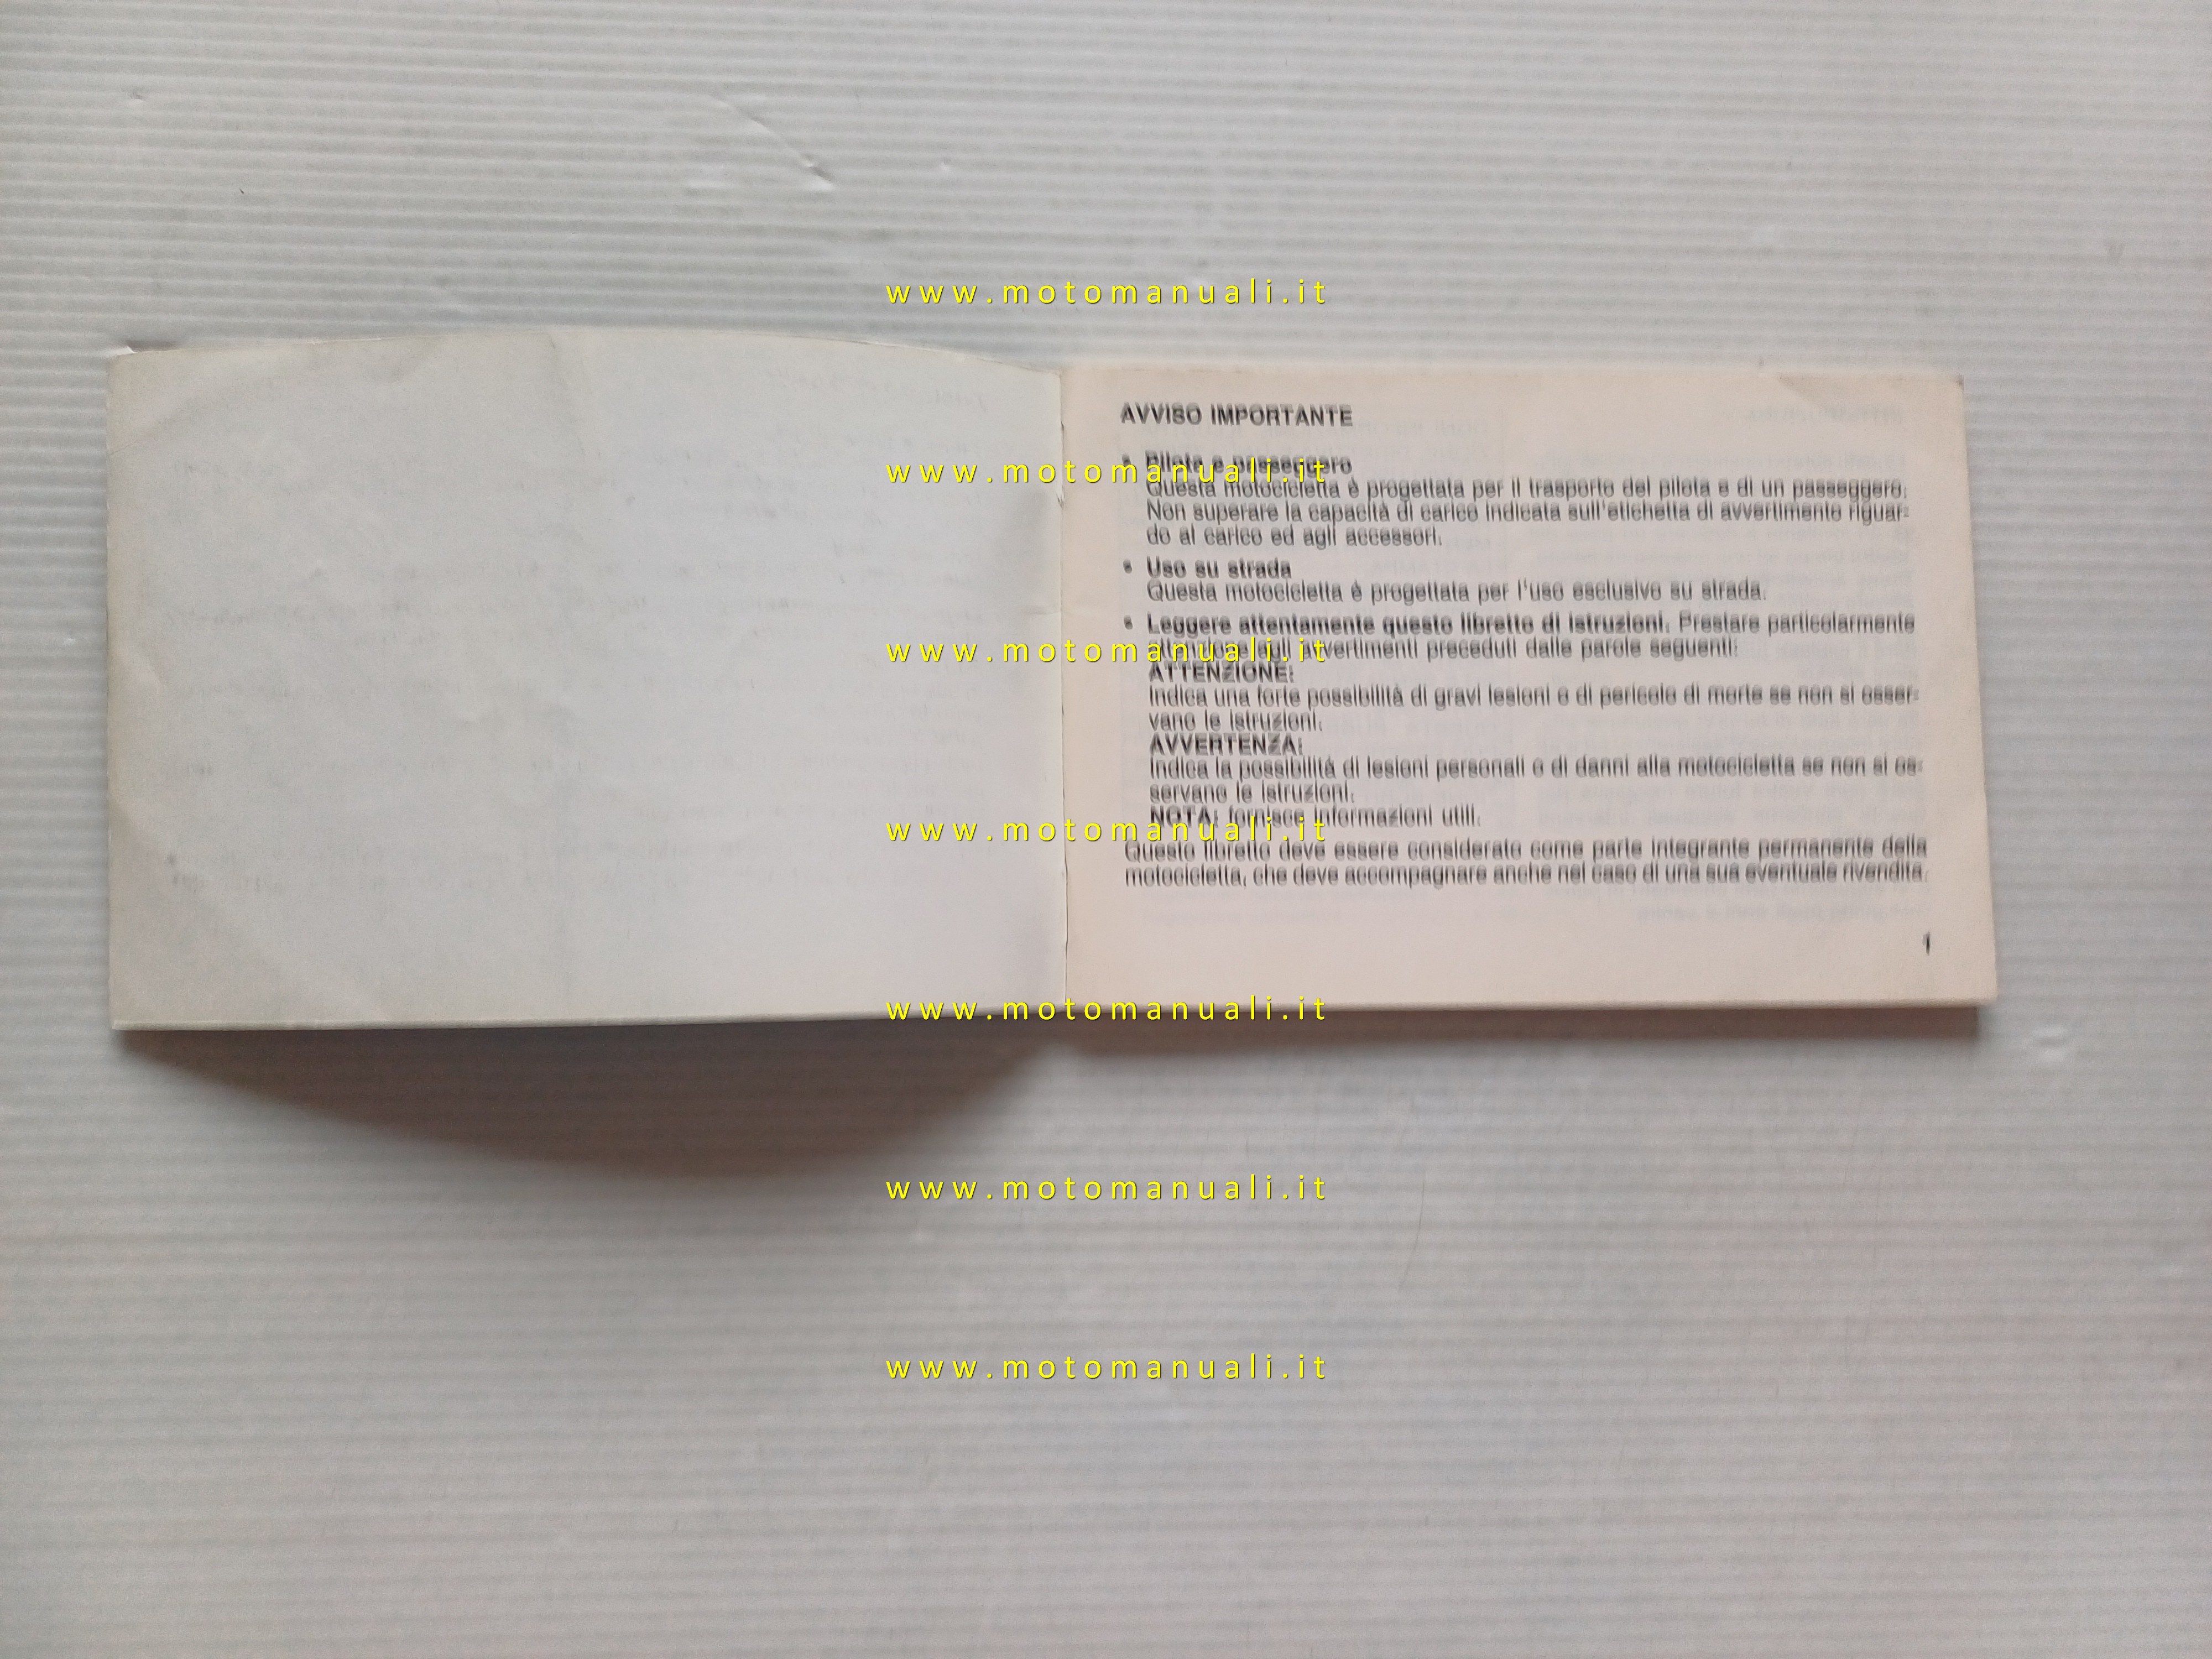 www.motomanuali.it
AVVISO IMPORTANTE
• Pilota e passeggero
www.motomanuali.it
Questa motocicletta è progettata per il trasporto del pilota e di un passeggero.
Non superare la capacità di carico indicata sull'etichetta di avvertimento riguar-
do al carico ed agli accessori.
• Uso su strada
Questa motocicletta è progettata per l'uso esclusivo su strada.
• Leggere attentamente questo libretto di istruzioni. Prestare particolarmente
attenzione agli avvertimenti preceduti dalle parole seguenti:
www.motomanuali.it
ATTENZIONE:
Indica una forte possibilità di gravi lesioni o di pericolo di morte se non si osser-
vano le istruzioni.
AVVERTENZA:
Indica la possibilità di lesioni personali o di danni alla motocicletta se non si os-
servano le istruzioni.
NOTA: fornisce informazioni utili.
www.motomanuali.it
Questo libretto deve essere considerato come parte integrante permanente della
motocicletta, che deve accompagnare anche nel caso di una sua eventuale rivendita.
1
www.motomanuali.it
www.motomanuali.it
www.motomanuali.it